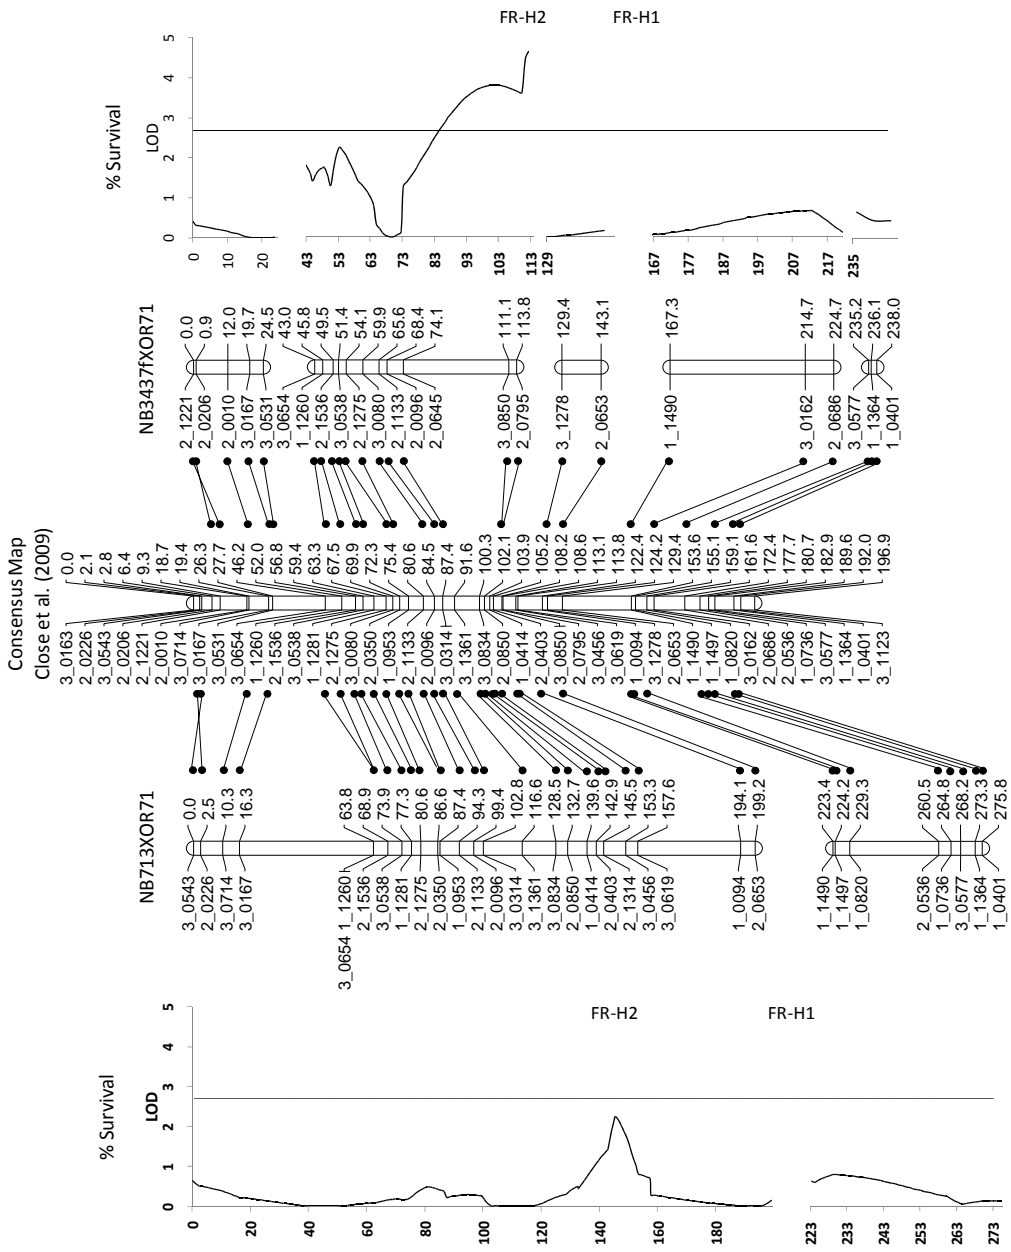 FR-H2
FR-H1
% Survival
LOD
0 1 2 3 4 5
0 10 20
43 53 63 73 83 93 103 113
129
167 177 187 197 207 217
235
NB3437fXOR71
0.0 0.9 12.0 19.7 24.5
43.0 45.8 49.5 51.4 54.1 59.9 65.6 68.4 74.1 111.1 113.8
129.4 143.1
167.3 214.7 224.7
235.2 236.1 238.0
2_1221 2_0206 2_0010 3_0167 3_0531
3_0654 1_1260 2_1536 3_0538 2_1275 3_0080 2_1133 2_0096 2_0645 3_0850 2_0795
3_1278 2_0653
1_1490 3_0162 2_0686
3_0577 1_1364 1_0401
Consensus Map
Close et al. (2009)
0.0 2.1 2.8 6.4 9.3 18.7 19.4 26.3 27.7 46.2 52.0 56.8 59.4 63.3 67.5 69.9 72.3 75.4 80.6 84.5 87.4 91.6 100.3 102.1 103.9 105.2 108.2 108.6 113.1 113.8 122.4 124.2 129.4 153.6 155.1 159.1 161.6 172.4 177.7 180.7 182.9 189.6 192.0 196.9
3_0163 2_0226 3_0543 2_0206 2_1221 2_0010 3_0714 3_0167 3_0531 3_0654 1_1260 2_1536 3_0538 1_1281 2_1275 3_0080 2_0350 1_0953 2_1133 2_0096 3_0314 3_1361 3_0834 2_0850 1_0414 2_0403 3_0850 2_0795 3_0456 3_0619 1_0094 3_1278 2_0653 1_1490 1_1497 1_0820 3_0162 2_0686 2_0536 1_0736 3_0577 1_1364 1_0401 3_1123
NB713XOR71
0.0 2.5 10.3 16.3 63.8 68.9 73.9 77.3 80.6 86.6 87.4 94.3 99.4 102.8 116.6 128.5 132.7 139.6 142.9 145.5 153.3 157.6 194.1 199.2
223.4 224.2 229.3 260.5 264.8 268.2 273.3 275.8
3_0543 2_0226 3_0714 3_0167 3_0654 1_1260 2_1536 3_0538 1_1281 2_1275 2_0350 1_0953 2_1133 2_0096 3_0314 3_1361 3_0834 2_0850 1_0414 2_0403 2_1314 3_0456 3_0619 1_0094 2_0653
1_1490 1_1497 1_0820 2_0536 1_0736 3_0577 1_1364 1_0401
FR-H2
FR-H1
% Survival
LOD
0 1 2 3 4 5
0 20 40 60 80 100 120 140 160 180
223 233 243 253 263 273